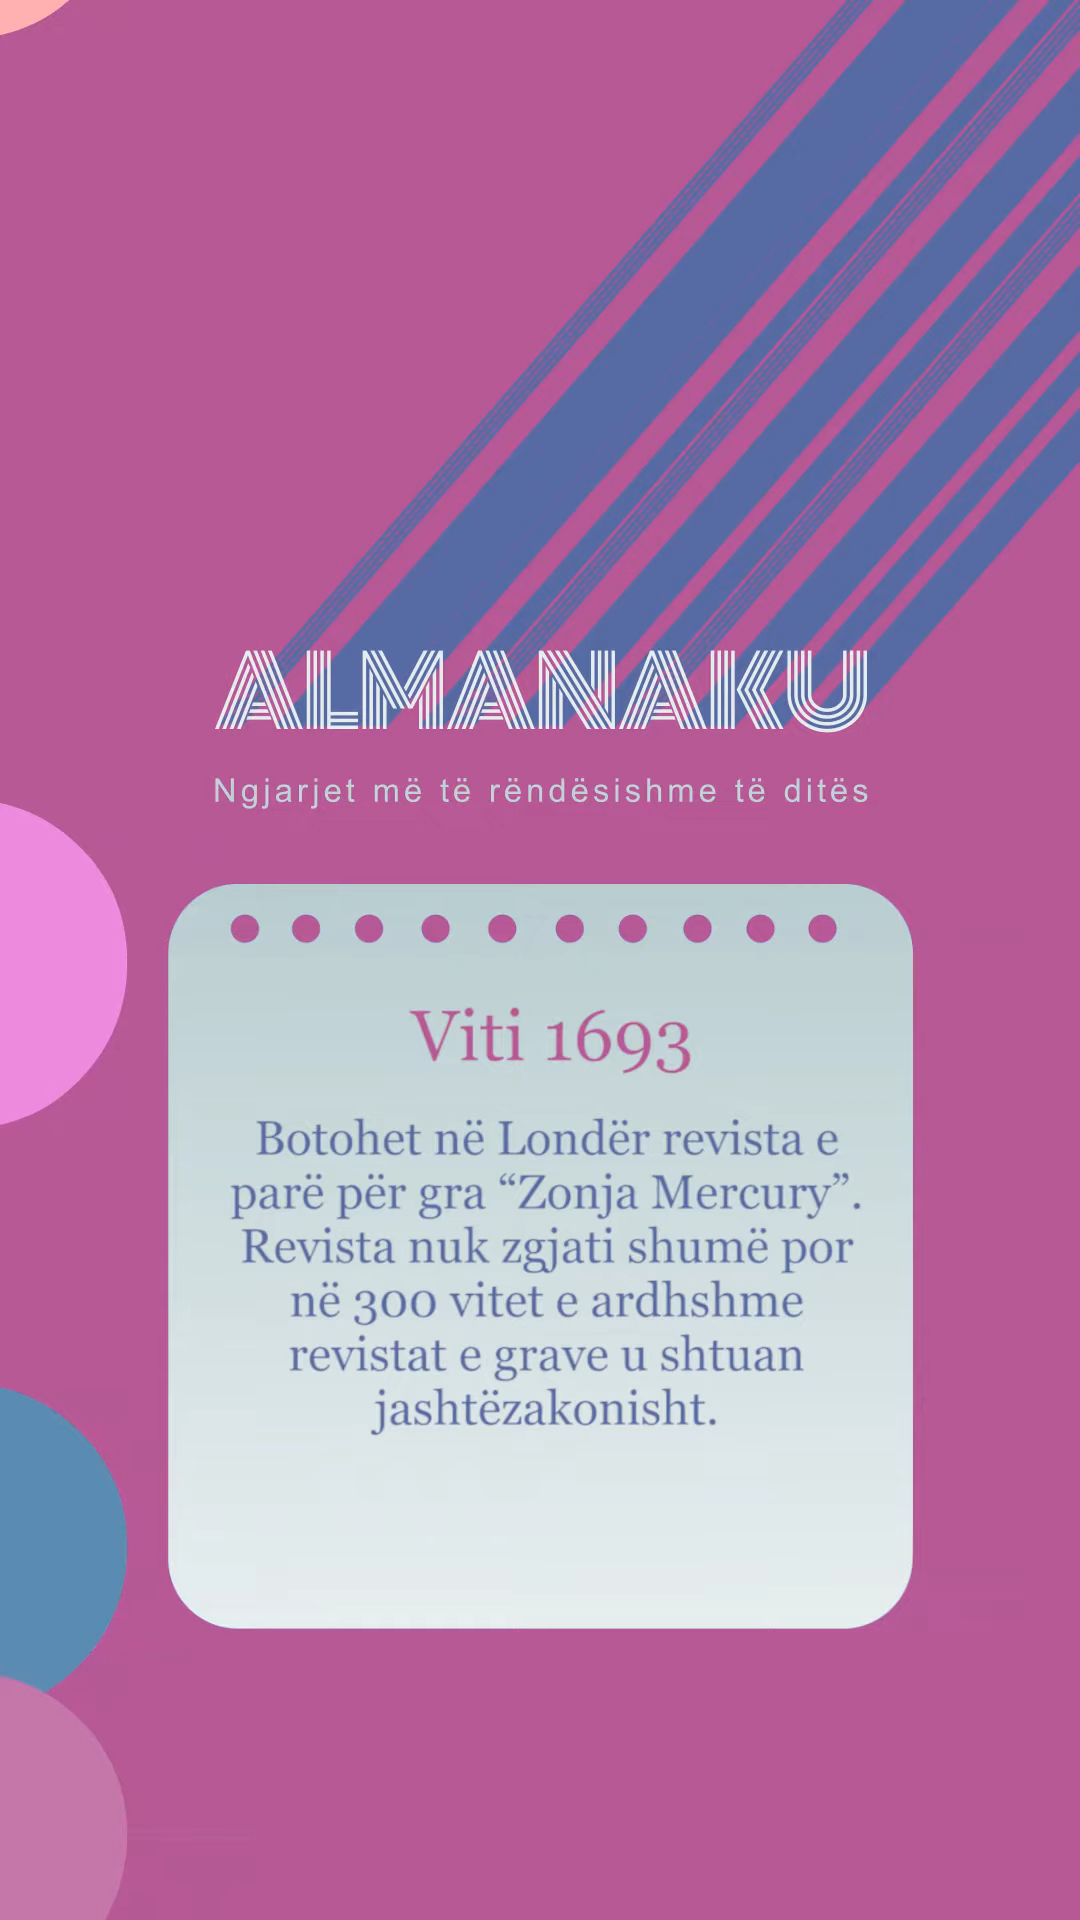 ALMANAKU
Ngjarjet më të rëndësishme të ditës
Viti 1693
Botohet në Londër revista e
parë për gra “Zonja Mercury”.
Revista nuk zgjati shumë por
në 300 vitet e ardhshme
revistat e grave u shtuan
jashtëzakonisht.